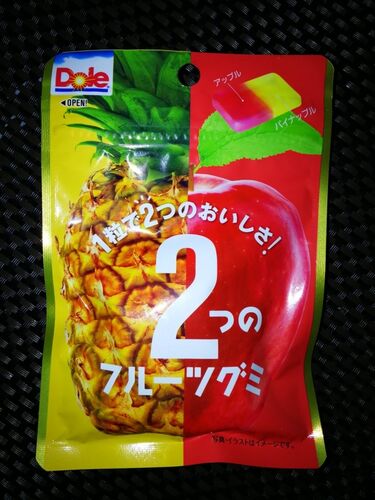 Dole
◀OPEN!
アップル
パイナップル
1粒で2つのおいしさ!
2つの
フルーツグミ
写真・イラストはイメージです。